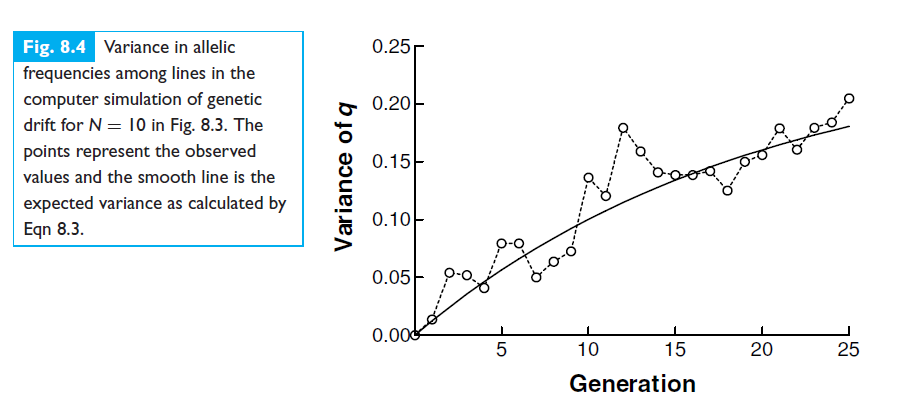 Fig. 8.4 Variance in allelic
frequencies among lines in the
computer simulation of genetic
drift for N = 10 in Fig. 8.3. The
points represent the observed
values and the smooth line is the
expected variance as calculated by
Eqn 8.3.
Variance of q
0.25
0.20
0.15
0.10
0.05
0.00
5 10 15 20 25
Generation